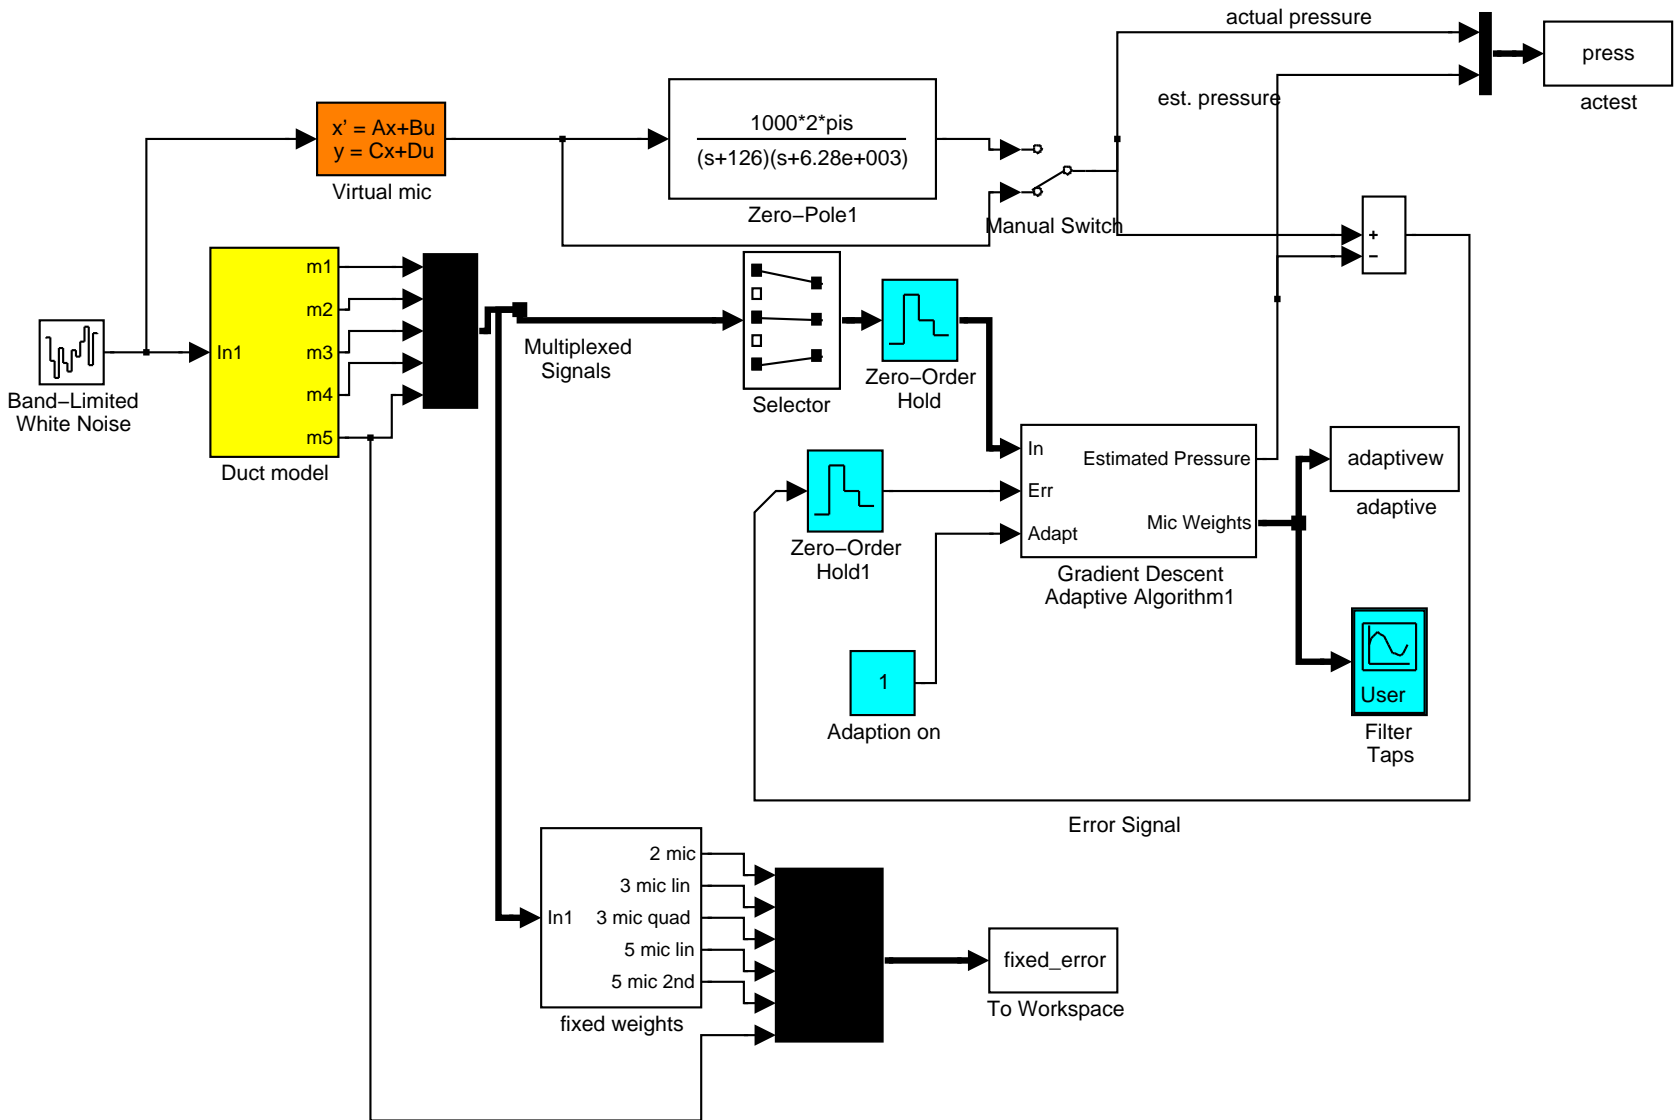 actual pressure
press
actest
est. pressure
x' = Ax+Bu
y = Cx+Du
Virtual mic
1000*2*pis
(s+126)(s+6.28e+003)
Zero−Pole1
Manual Switch
+
−
Band−Limited
White Noise
In1
m1
m2
m3
m4
m5
Duct model
Multiplexed
Signals
Selector
Zero−Order
Hold
Zero−Order
Hold1
In
Err
Adapt
Estimated Pressure
Mic Weights
Gradient Descent
Adaptive Algorithm1
adaptivew
adaptive
1
Adaption on
User
Filter
Taps
Error Signal
In1
2 mic
3 mic lin
3 mic quad
5 mic lin
5 mic 2nd
fixed weights
fixed_error
To Workspace